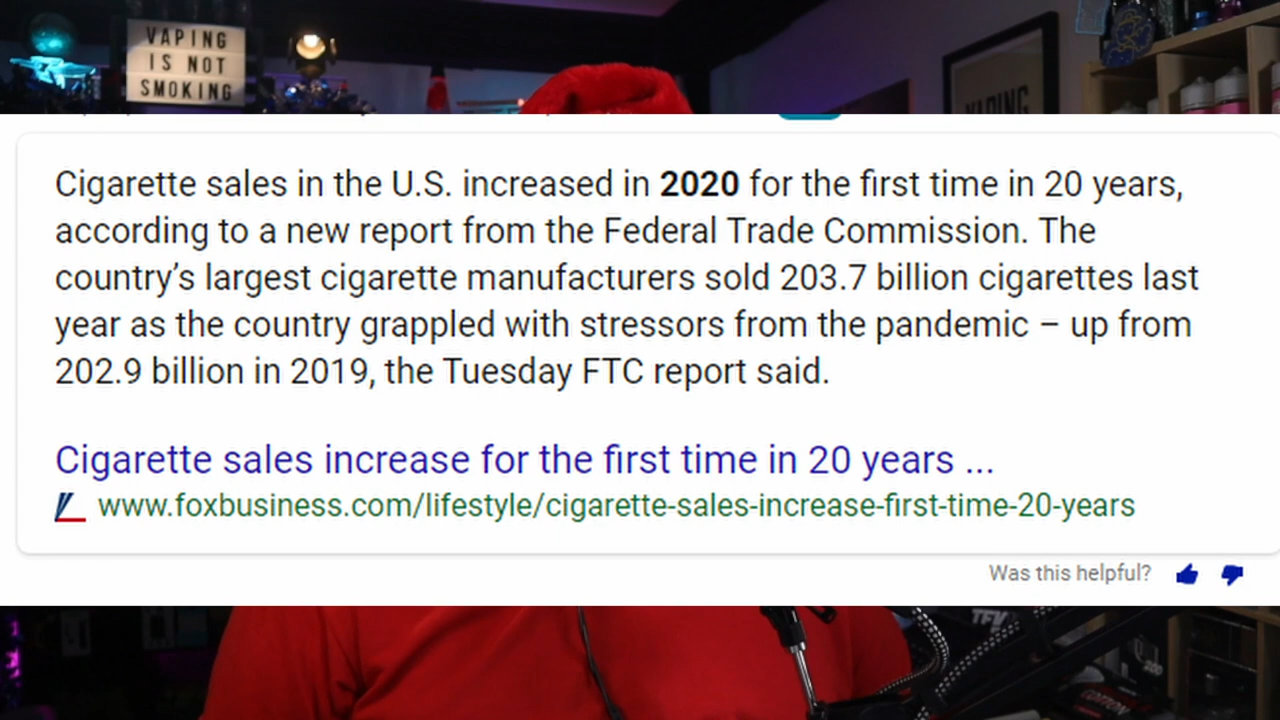 VAPING
IS NOT
SMOKING
VAPING
Cigarette sales in the U.S. increased in 2020 for the first time in 20 years,
according to a new report from the Federal Trade Commission. The
country’s largest cigarette manufacturers sold 203.7 billion cigarettes last
year as the country grappled with stressors from the pandemic – up from
202.9 billion in 2019, the Tuesday FTC report said.
Cigarette sales increase for the first time in 20 years ...
www.foxbusiness.com/lifestyle/cigarette-sales-increase-first-time-20-years
Was this helpful?
TFV
200
COTTON